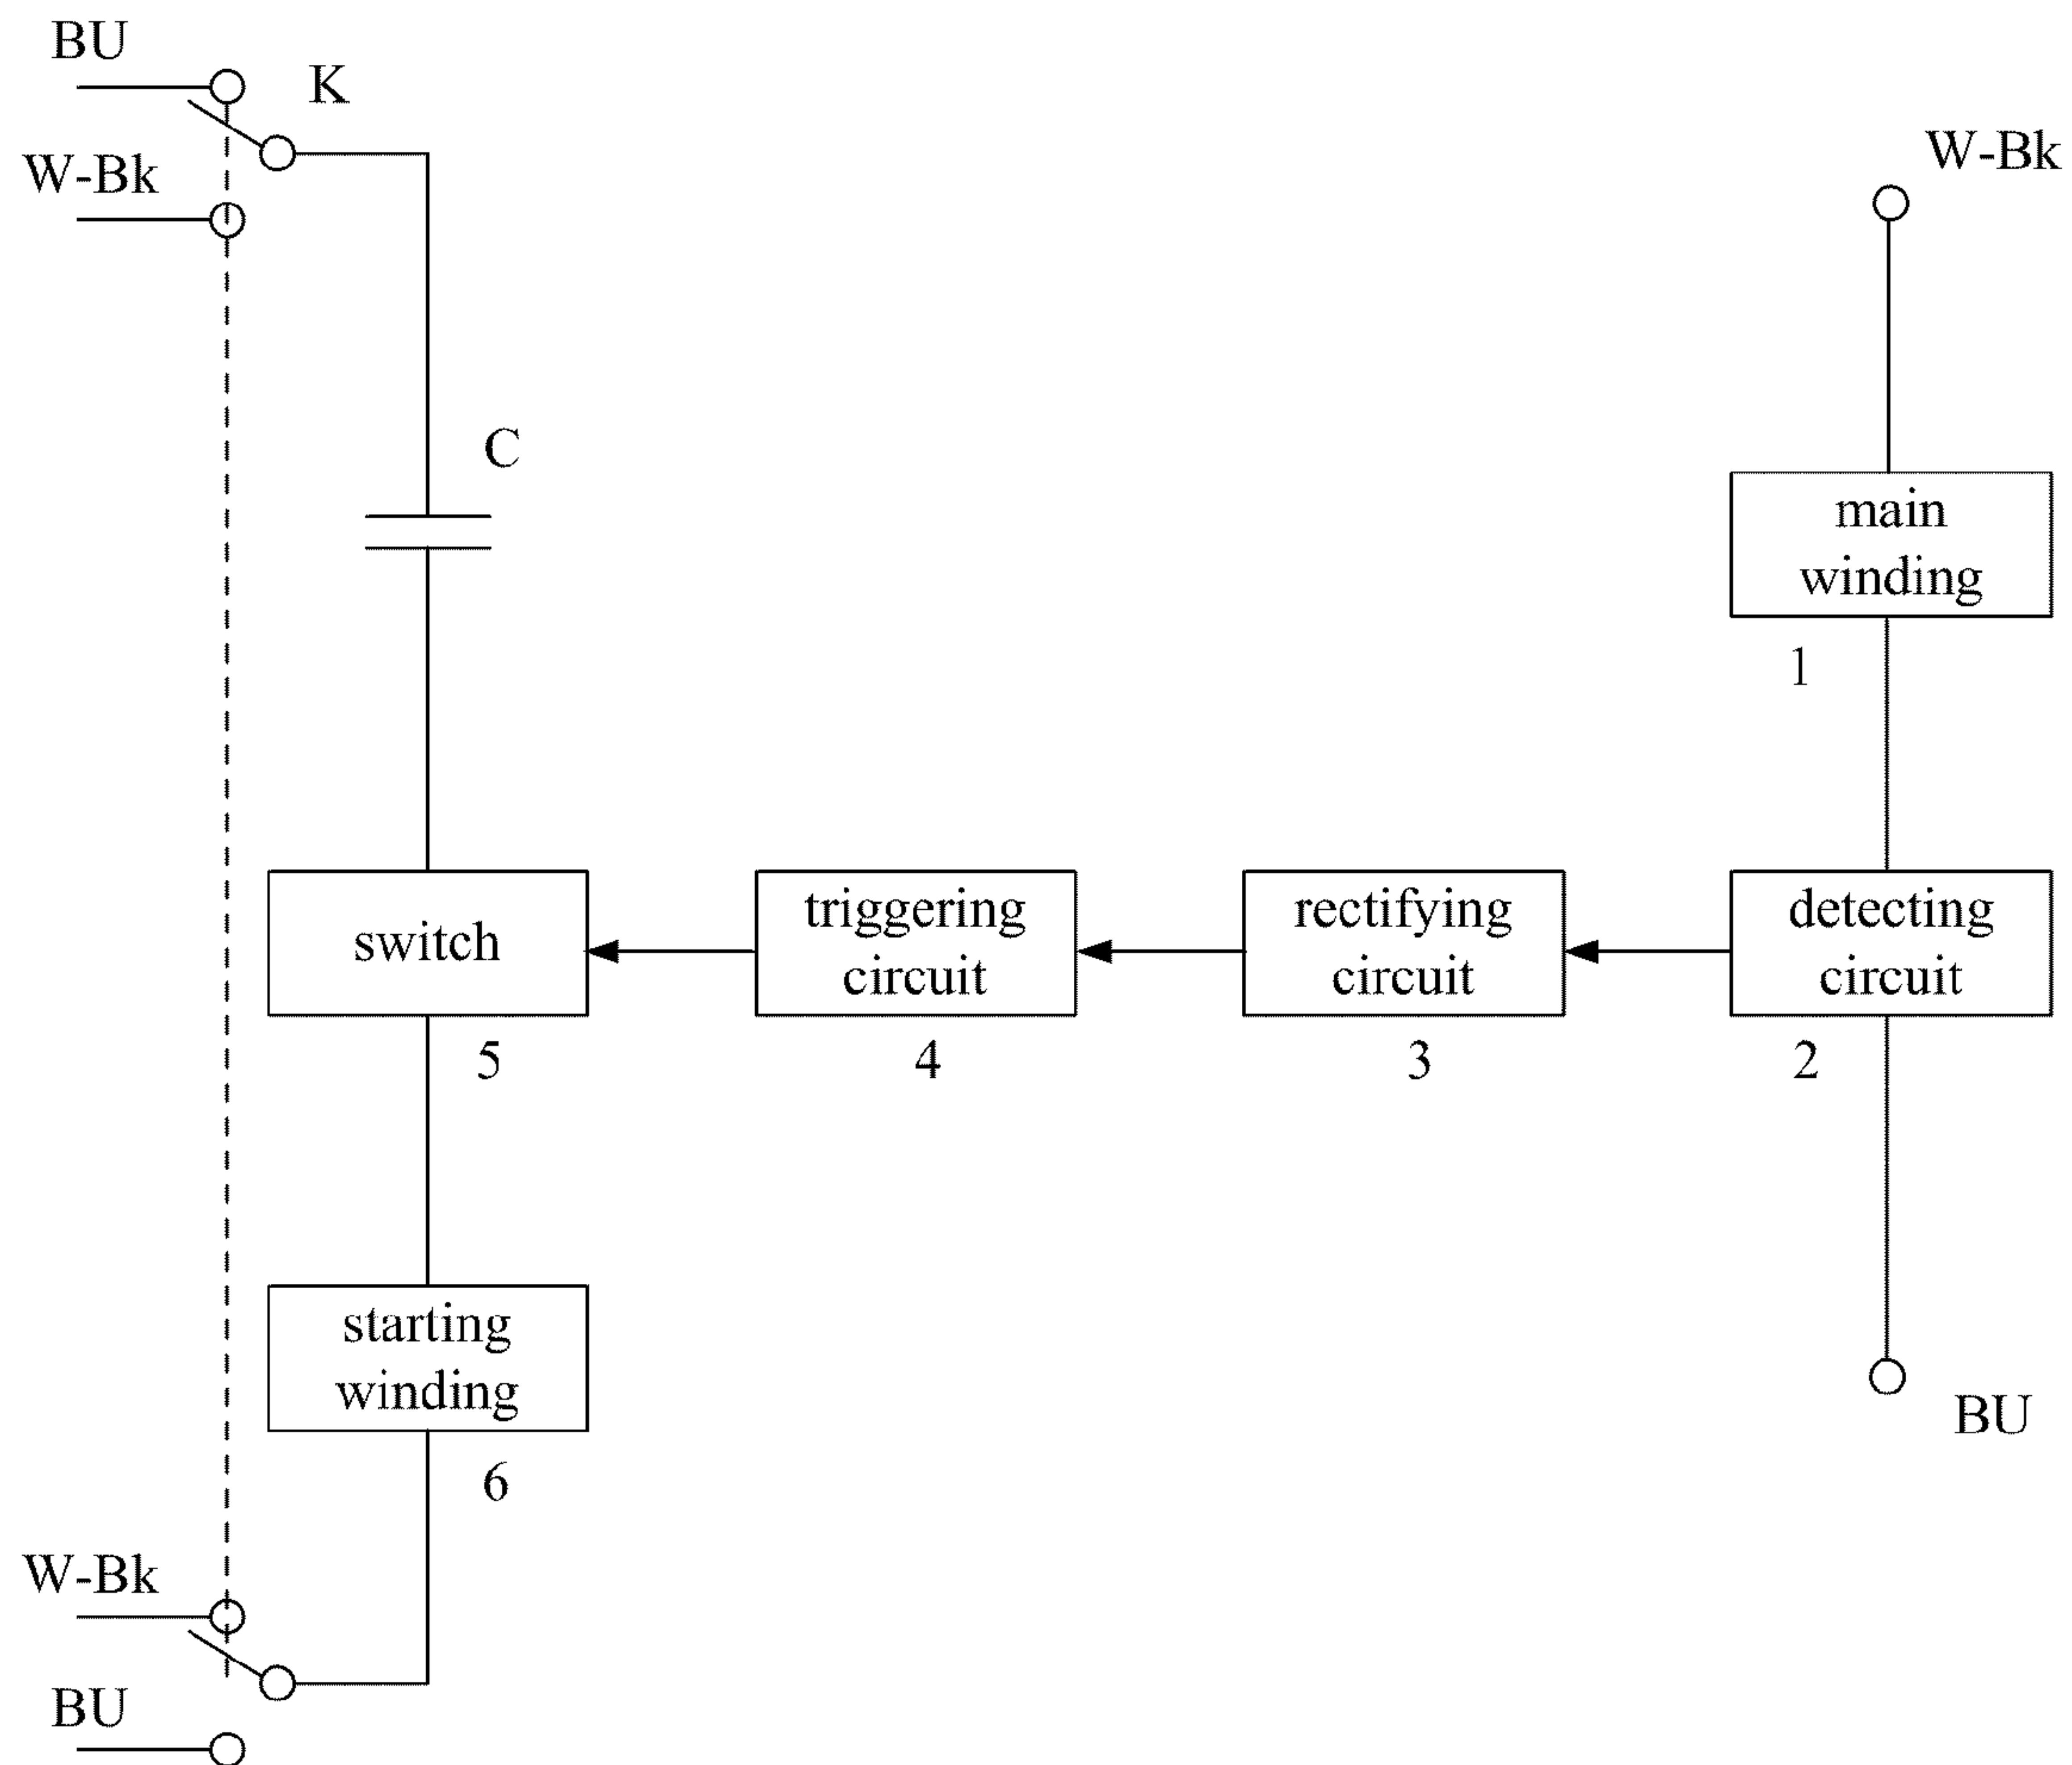 BU
K
W-Bk
W-Bk
C
main
winding
1
switch
triggering
circuit
rectifying
circuit
detecting
circuit
5
4
3
2
starting
winding
6
BU
W-Bk
BU